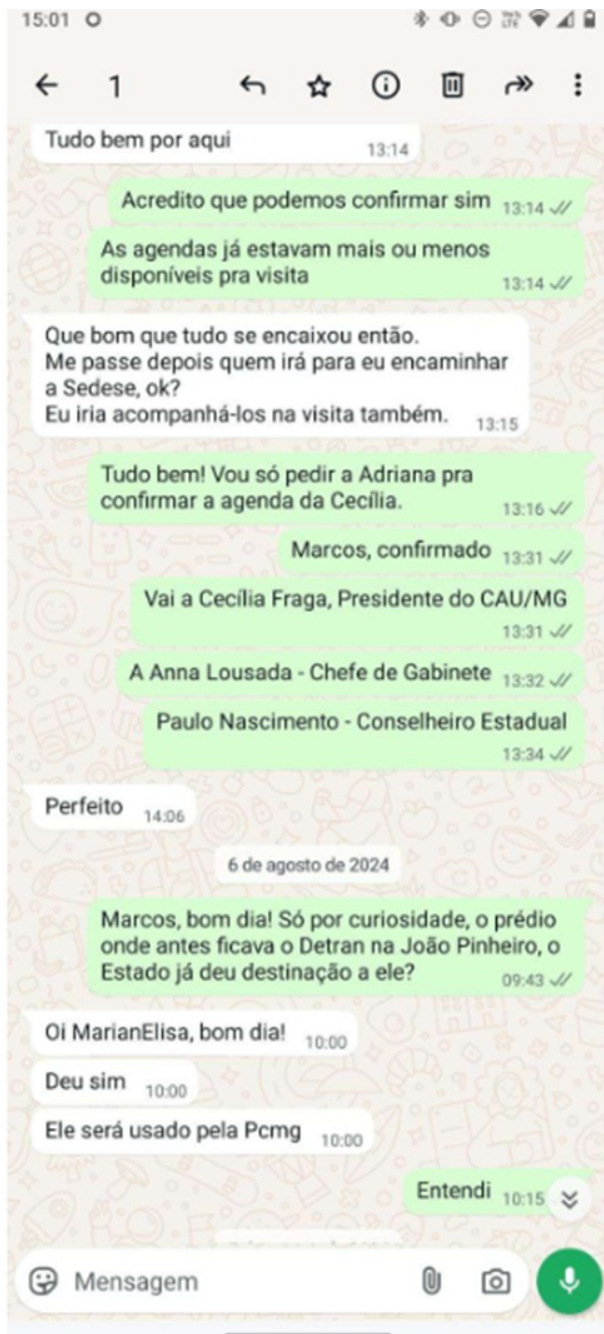 15:01
1
Tudo bem por aqui
13:14
Acredito que podemos confirmar sim 13:14
As agendas já estavam mais ou menos
disponíveis pra visita
13:14
Que bom que tudo se encaixou então.
Me passe depois quem irá para eu encaminhar
a Sedese, ok?
Eu iria acompanhá-los na visita também. 13:15
Tudo bem! Vou só pedir a Adriana pra
confirmar a agenda da Cecília.
13:16
Marcos, confirmado 13:31
Vai a Cecília Fraga, Presidente do CAU/MG
13:31
A Anna Lousada - Chefe de Gabinete 13:32
Paulo Nascimento - Conselheiro Estadual
13:34
Perfeito 14:06
6 de agosto de 2024
Marcos, bom dia! Só por curiosidade, o prédio
onde antes ficava o Detran na João Pinheiro, o
Estado já deu destinação a ele?
09:43
Oi MarianElisa, bom dia! 10:00
Deu sim 10:00
Ele será usado pela Pcmg 10:00
Entendi 10:15
Mensagem